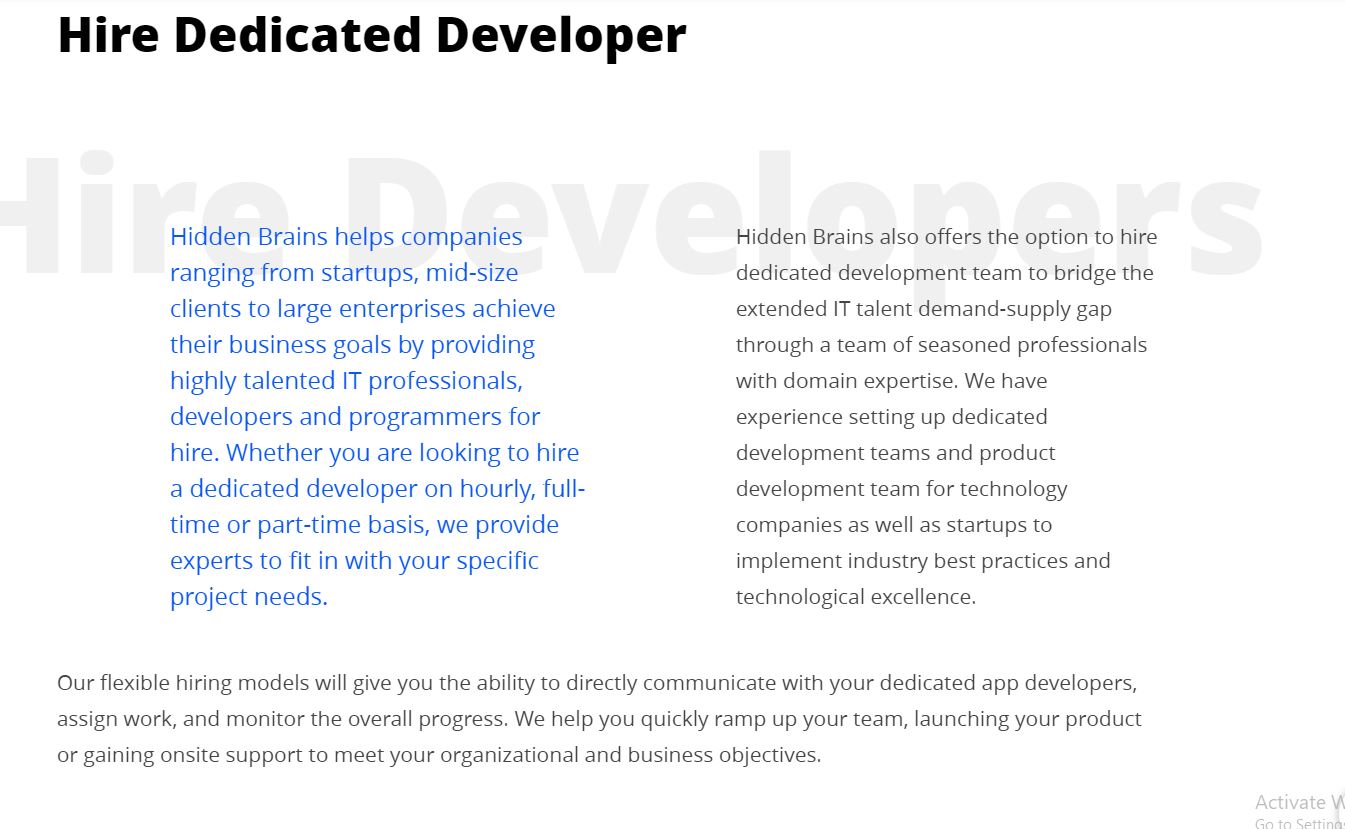 Hire Dedicated Developer
Hire Developers
Hidden Brains helps companies
ranging from startups, mid-size
clients to large enterprises achieve
their business goals by providing
highly talented IT professionals,
developers and programmers for
hire. Whether you are looking to hire
a dedicated developer on hourly, full-
time or part-time basis, we provide
experts to fit in with your specific
project needs.
Hidden Brains also offers the option to hire
dedicated development team to bridge the
extended IT talent demand-supply gap
through a team of seasoned professionals
with domain expertise. We have
experience setting up dedicated
development teams and product
development team for technology
companies as well as startups to
implement industry best practices and
technological excellence.
Our flexible hiring models will give you the ability to directly communicate with your dedicated app developers,
assign work, and monitor the overall progress. We help you quickly ramp up your team, launching your product
or gaining onsite support to meet your organizational and business objectives.
Activate
Go to